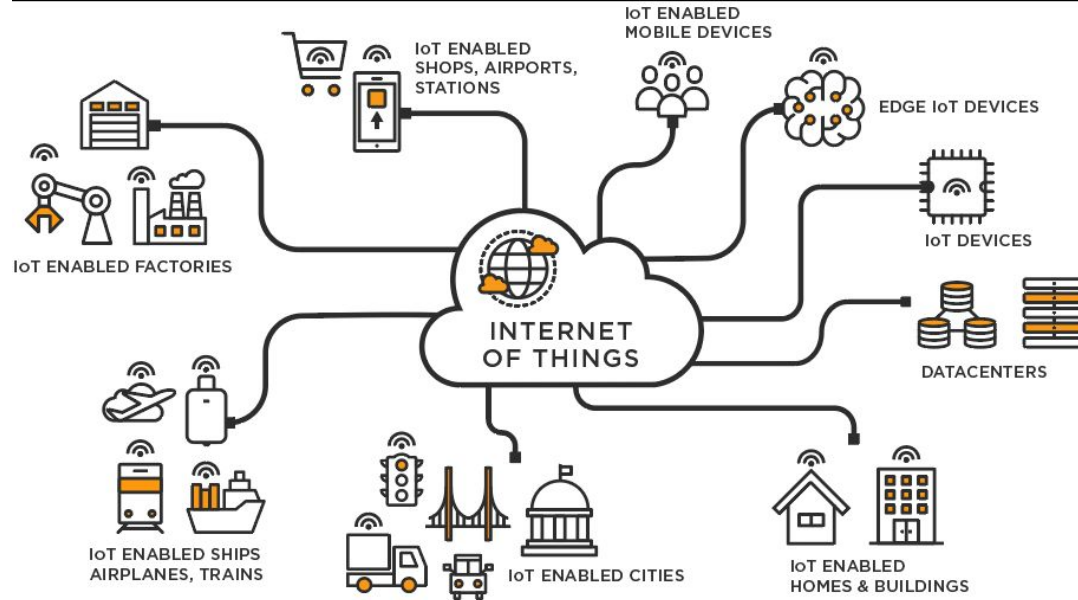 IoT ENABLED
MOBILE DEVICES
IoT ENABLED
SHOPS, AIRPORTS,
STATIONS
EDGE IoT DEVICES
IoT DEVICES
IoT ENABLED FACTORIES
INTERNET
OF THINGS
DATACENTERS
IoT ENABLED SHIPS
AIRPLANES, TRAINS
IoT ENABLED CITIES
IoT ENABLED
HOMES & BUILDINGS